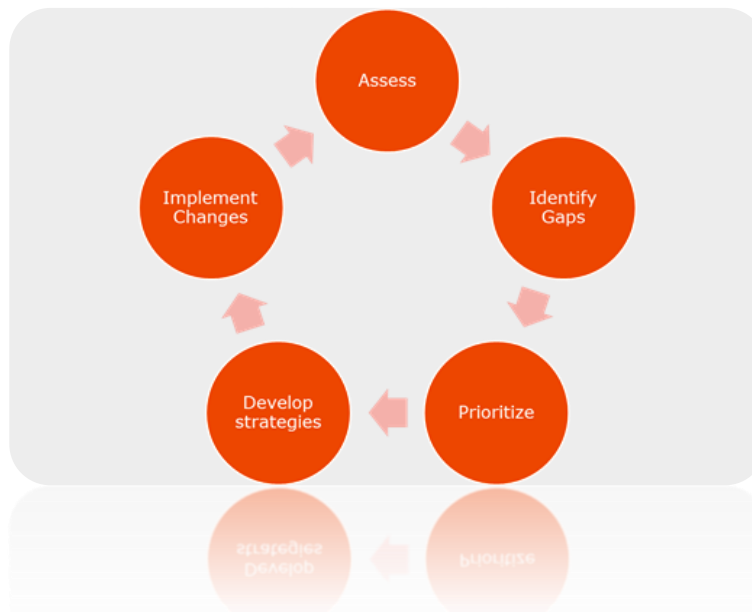 Assess
Identify
Gaps
Prioritize
Develop
strategies
Implement
Changes